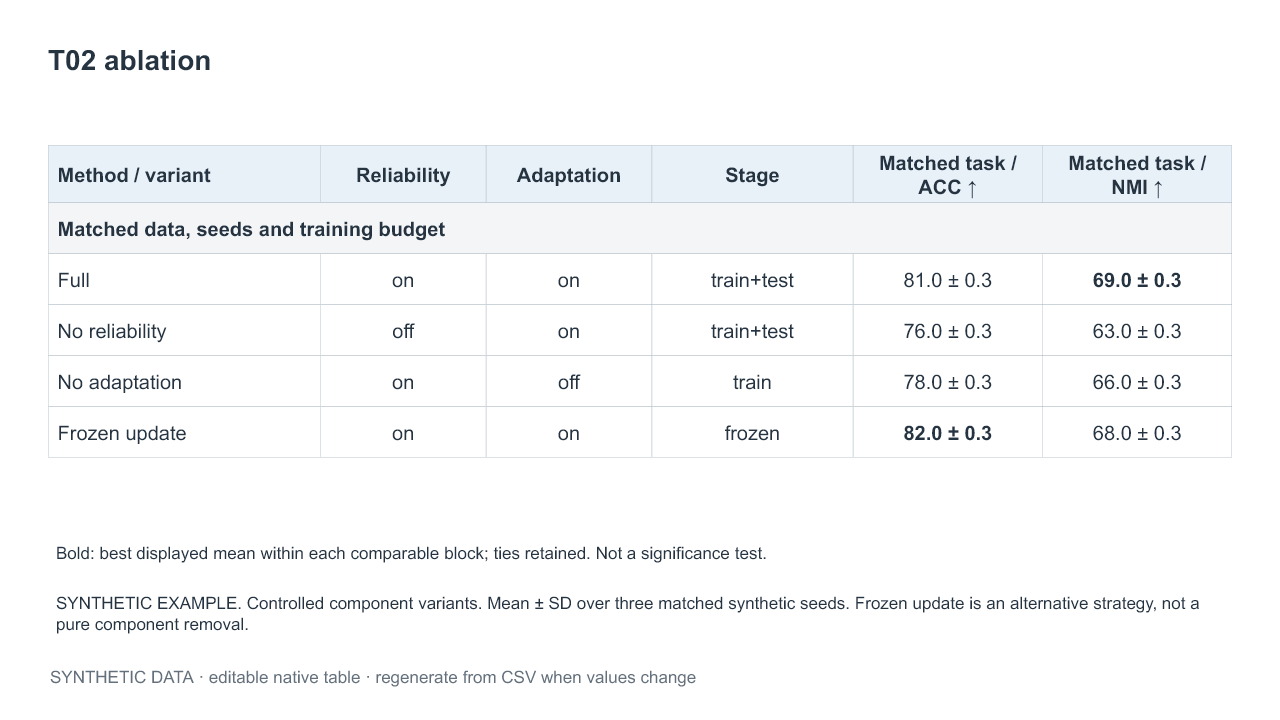 T02 ablation
Method / variant Reliability Adaptation Stage Matched task / ACC ↑ Matched task / NMI ↑
Matched data, seeds and training budget
Full on on train+test 81.0 ± 0.3 69.0 ± 0.3
No reliability off on train+test 76.0 ± 0.3 63.0 ± 0.3
No adaptation on off train 78.0 ± 0.3 66.0 ± 0.3
Frozen update on on frozen 82.0 ± 0.3 68.0 ± 0.3
Bold: best displayed mean within each comparable block; ties retained. Not a significance test.
SYNTHETIC EXAMPLE. Controlled component variants. Mean ± SD over three matched synthetic seeds. Frozen update is an alternative strategy, not a
pure component removal.
SYNTHETIC DATA · editable native table · regenerate from CSV when values change